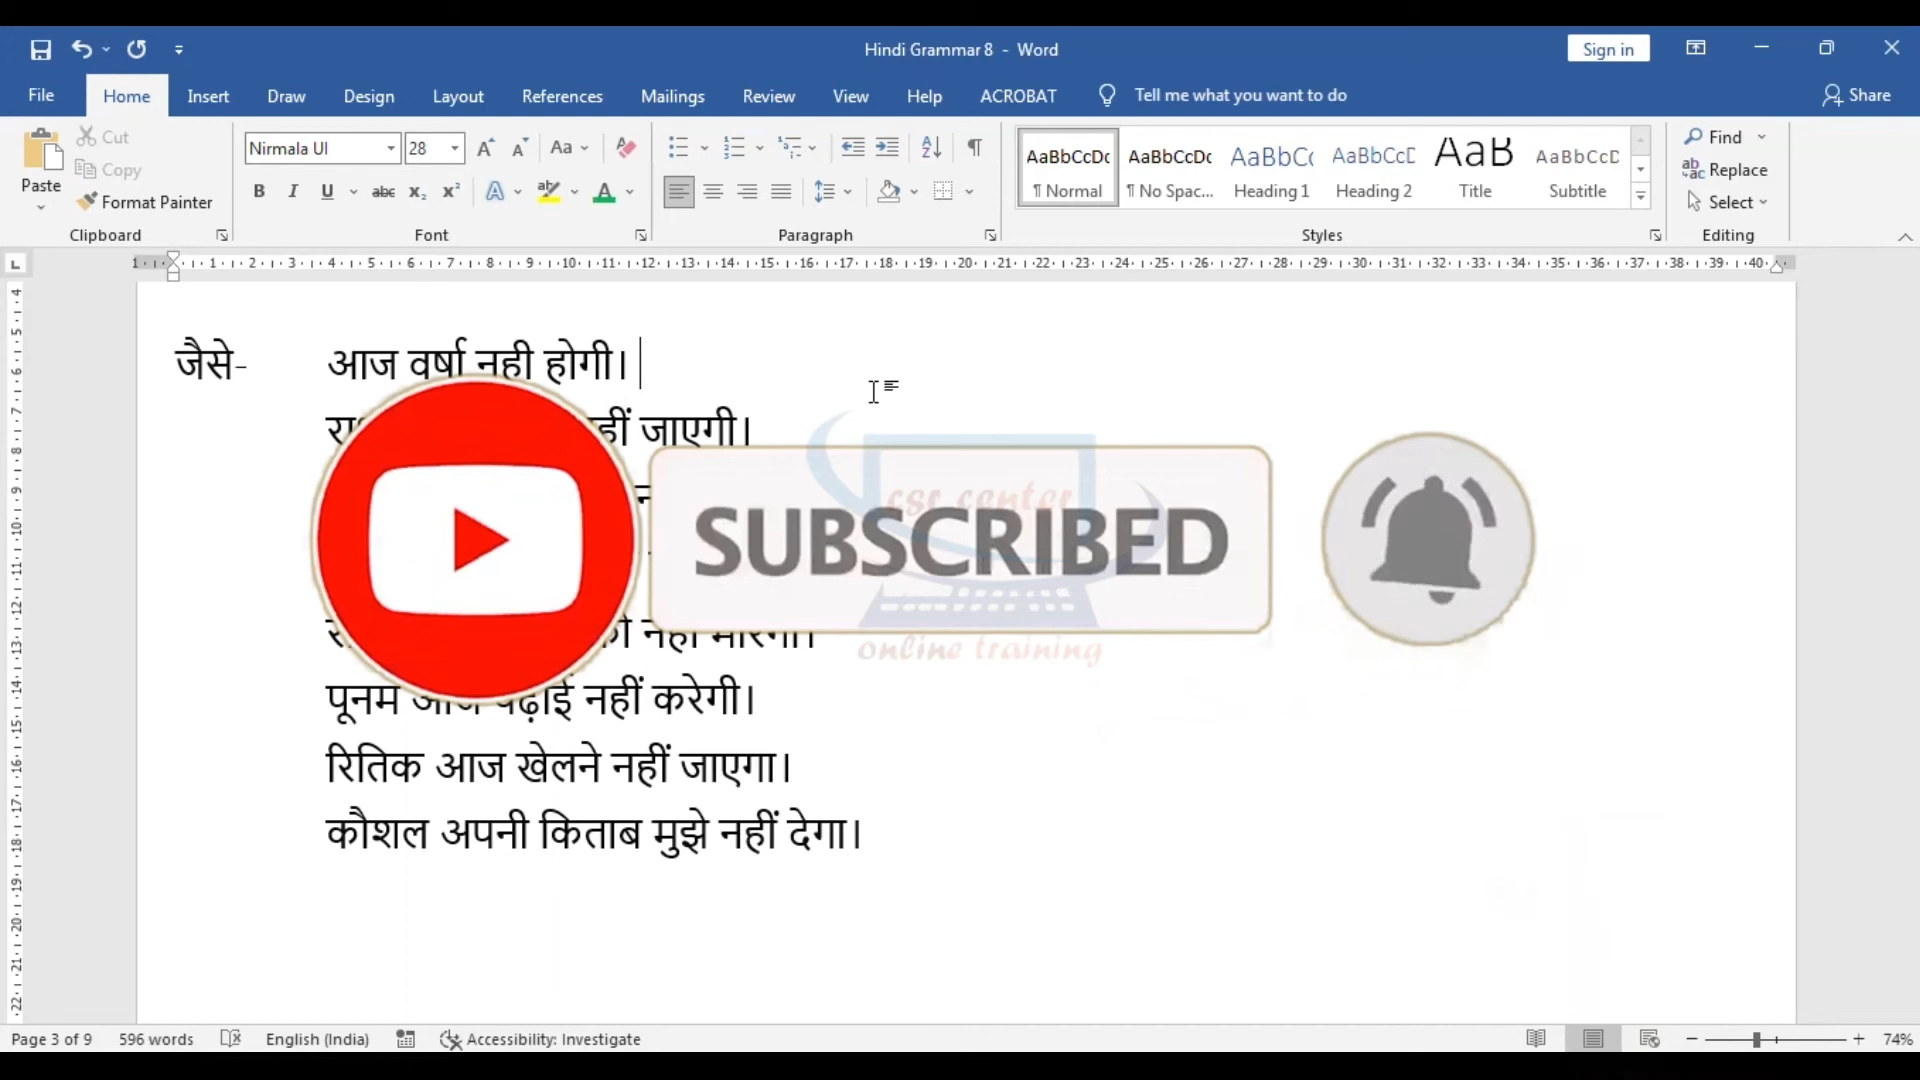 Hindi Grammar 8 - Word
Sign in
File Home Insert Draw Design Layout References Mailings Review View Help ACROBAT Tell me what you want to do Share
Paste
Cut
Copy
Format Painter
Clipboard
Nirmala UI 28
Font
Paragraph
AaBbCcDc AaBbCcDc AaBbCc AaBbCcD AaB AaBbCcD
¶ Normal ¶ No Spac... Heading 1 Heading 2 Title Subtitle
Styles
Find
Replace
Select
Editing
जैसे- आज वर्षा नही होगी।
जाएगी।
csc center
SUBSCRIBED
online training
पूनम नहीं करेगी।
रितिक आज खेलने नहीं जाएगा।
कौशल अपनी किताब मुझे नहीं देगा।
Page 3 of 9 596 words English (India) Accessibility: Investigate 74%